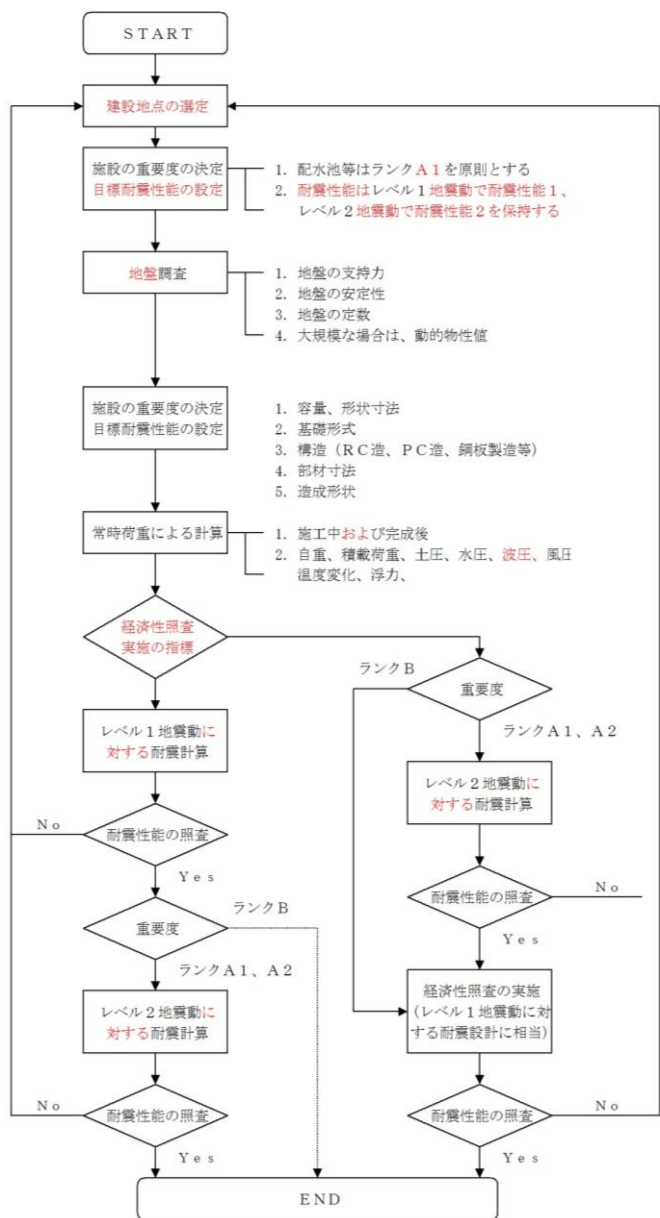 START
建設地点の選定
施設の重要度の決定
目標耐震性能の設定
1. 配水池等はランクA1を原則とする
2. 耐震性能はレベル1地震動で耐震性能1、
レベル2地震動で耐震性能2を保持する
地盤調査
1. 地盤の支持力
2. 地盤の安定性
3. 地盤の定数
4. 大規模な場合は、動的物性値
施設の重要度の決定
目標耐震性能の設定
1. 容量、形状寸法
2. 基礎形式
3. 構造（RC造、PC造、鋼板製造等）
4. 部材寸法
5. 造成形状
常時荷重による計算
1. 施工中および完成後
2. 自重、積載荷重、土圧、水圧、波圧、風圧
温度変化、浮力、
経済性照査
実施の指標
ランクB
重要度
ランクA1、A2
レベル1地震動に
対する耐震計算
レベル2地震動に
対する耐震計算
No
耐震性能の照査
Yes
耐震性能の照査
No
Yes
ランクB
重要度
ランクA1、A2
経済性照査の実施
（レベル1地震動に対
する耐震設計に相当）
レベル2地震動に
対する耐震計算
No
耐震性能の照査
Yes
耐震性能の照査
No
Yes
END